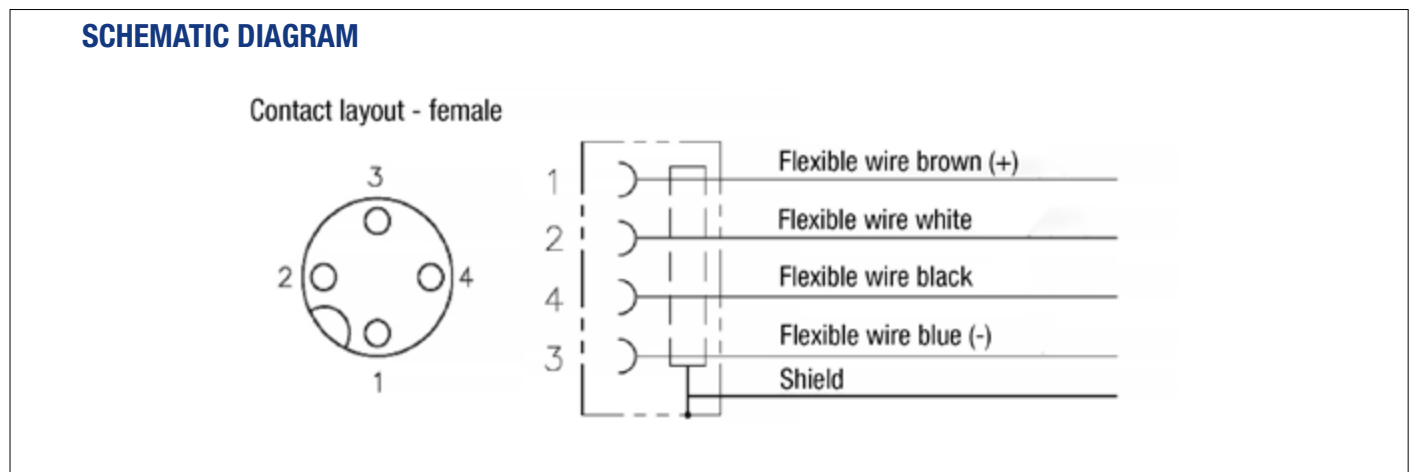 SCHEMATIC DIAGRAM
Contact layout - female
3
2
4
1
1
Flexible wire brown (+)
2
Flexible wire white
4
Flexible wire black
3
Flexible wire blue (-)
Shield